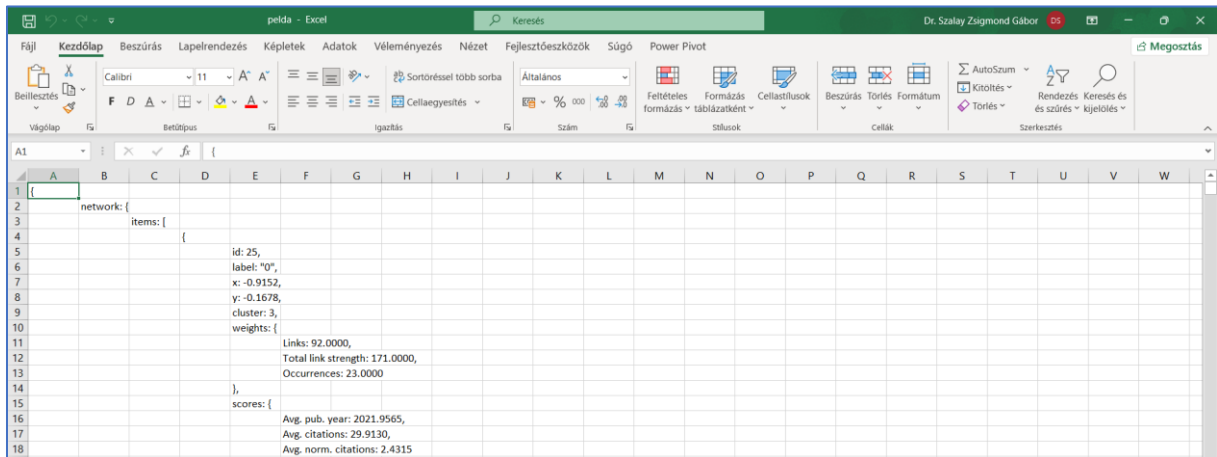 pelda - Excel
Keresés
Dr. Szalay Zsigmond Gábor DS
Fájl Kezdőlap Beszúrás Lapelrendezés Képletek Adatok Véleményezés Nézet Fejlesztőeszközök Súgó Power Pivot Megosztás
Beillesztés
Calibri 11 A^ Aˇ
F D A A
Sortöréssel több sorba
Cellaegyesítés
Általános
% 000
Feltételes formázás
Formázás táblázatként
Cellastílusok
Beszúrás Törlés Formátum
AutoSzum
Kitöltés
Törlés
Rendezés és szűrés
Keresés és kijelölés
Vágólap Betűtípus Igazítás Szám Stílusok Cellák Szerkesztés
A1 fx {
A B C D E F G H I J K L M N O P Q R S T U V W
1 {
2 network: {
3 items: [
4 {
5 id: 25,
6 label: "0",
7 x: -0.9152,
8 y: -0.1678,
9 cluster: 3,
10 weights: {
11 Links: 92.0000,
12 Total link strength: 171.0000,
13 Occurrences: 23.0000
14 },
15 scores: {
16 Avg. pub. year: 2021.9565,
17 Avg. citations: 29.9130,
18 Avg. norm. citations: 2.4315